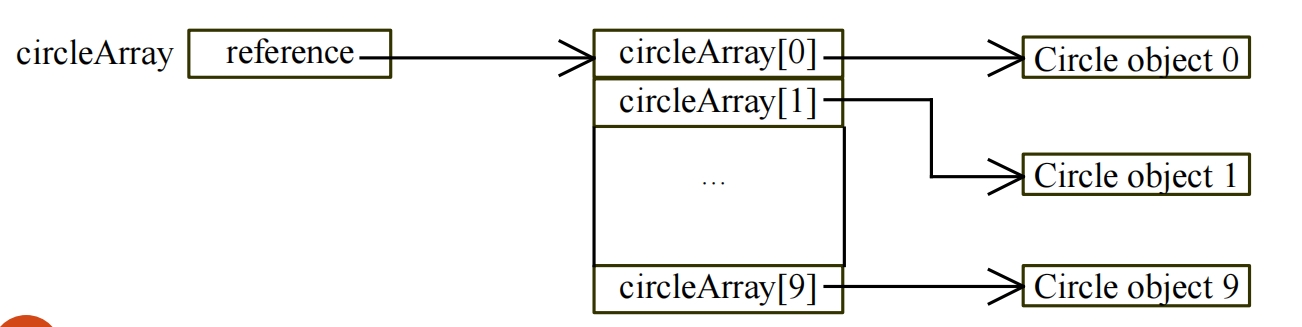 circleArray reference circleArray[0] Circle object 0
circleArray[1]
Circle object 1
...
circleArray[9] Circle object 9